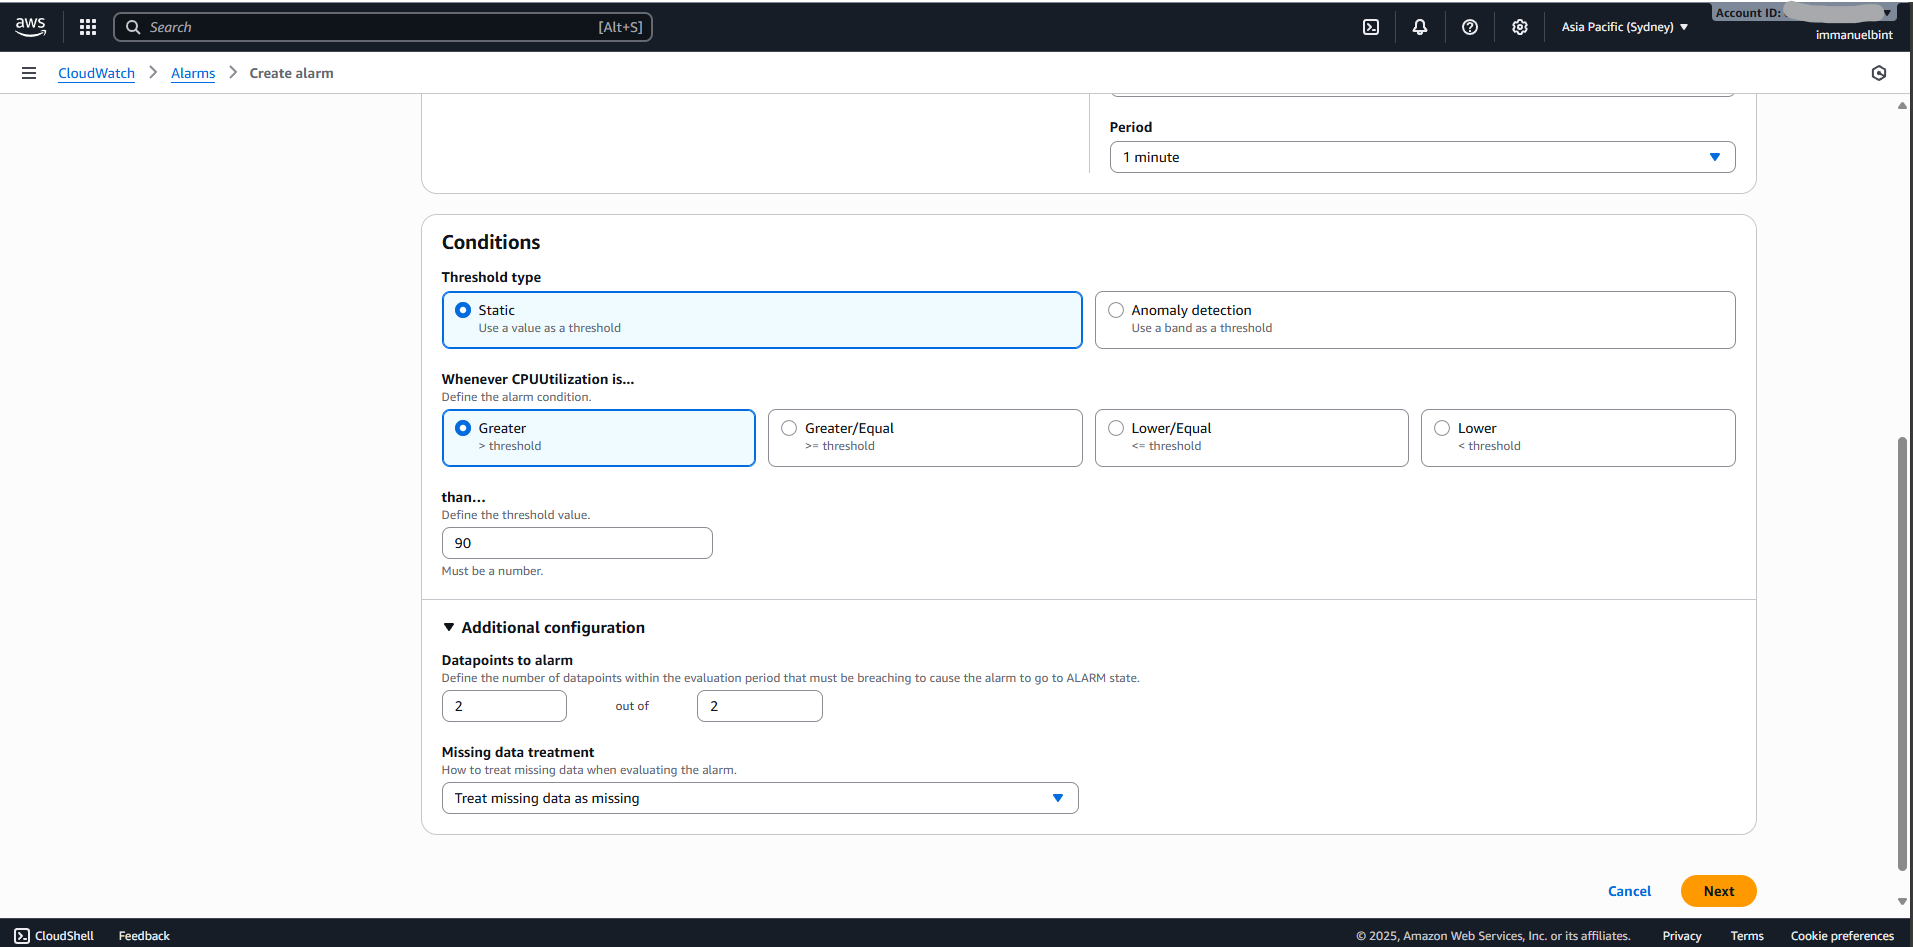 aws
Search [Alt+S]
Asia Pacific (Sydney)
Account ID:
immanuelbint
CloudWatch > Alarms > Create alarm
Period
1 minute
Conditions
Threshold type
Static
Use a value as a threshold
Anomaly detection
Use a band as a threshold
Whenever CPUUtilization is...
Define the alarm condition.
Greater
> threshold
Greater/Equal
>= threshold
Lower/Equal
<= threshold
Lower
< threshold
than...
Define the threshold value.
90
Must be a number.
Additional configuration
Datapoints to alarm
Define the number of datapoints within the evaluation period that must be breaching to cause the alarm to go to ALARM state.
2 out of 2
Missing data treatment
How to treat missing data when evaluating the alarm.
Treat missing data as missing
Cancel Next
CloudShell Feedback © 2025, Amazon Web Services, Inc. or its affiliates. Privacy Terms Cookie preferences